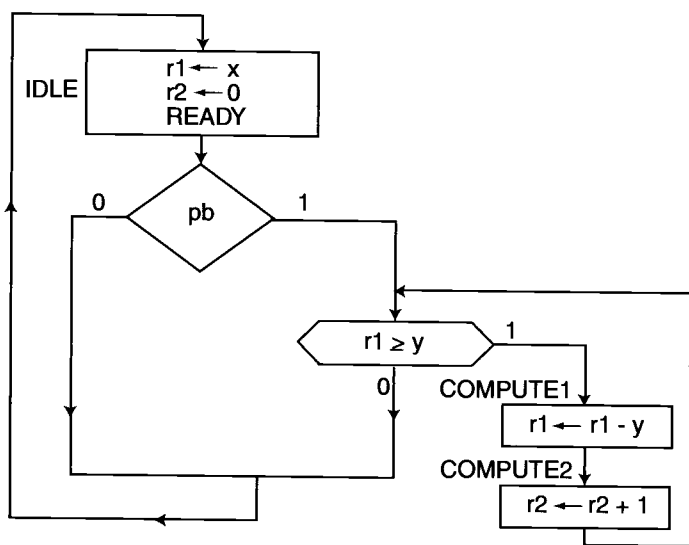 r1 ← x
IDLE
r2 ← 0
READY
0
pb
1
r1 ≥ y
1
0
COMPUTE1
r1 ← r1 - y
COMPUTE2
r2 ← r2 + 1